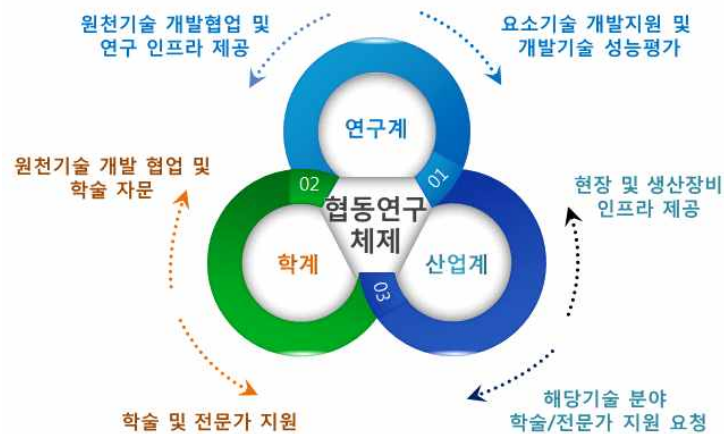 원천기술 개발협업 및
연구 인프라 제공
요소기술 개발지원 및
개발기술 성능평가
연구계
01
원천기술 개발 협업 및
학술 자문
02
협동연구
체제
현장 및 생산장비
인프라 제공
학계
산업계
03
학술 및 전문가 지원
해당기술 분야
학술/전문가 지원 요청